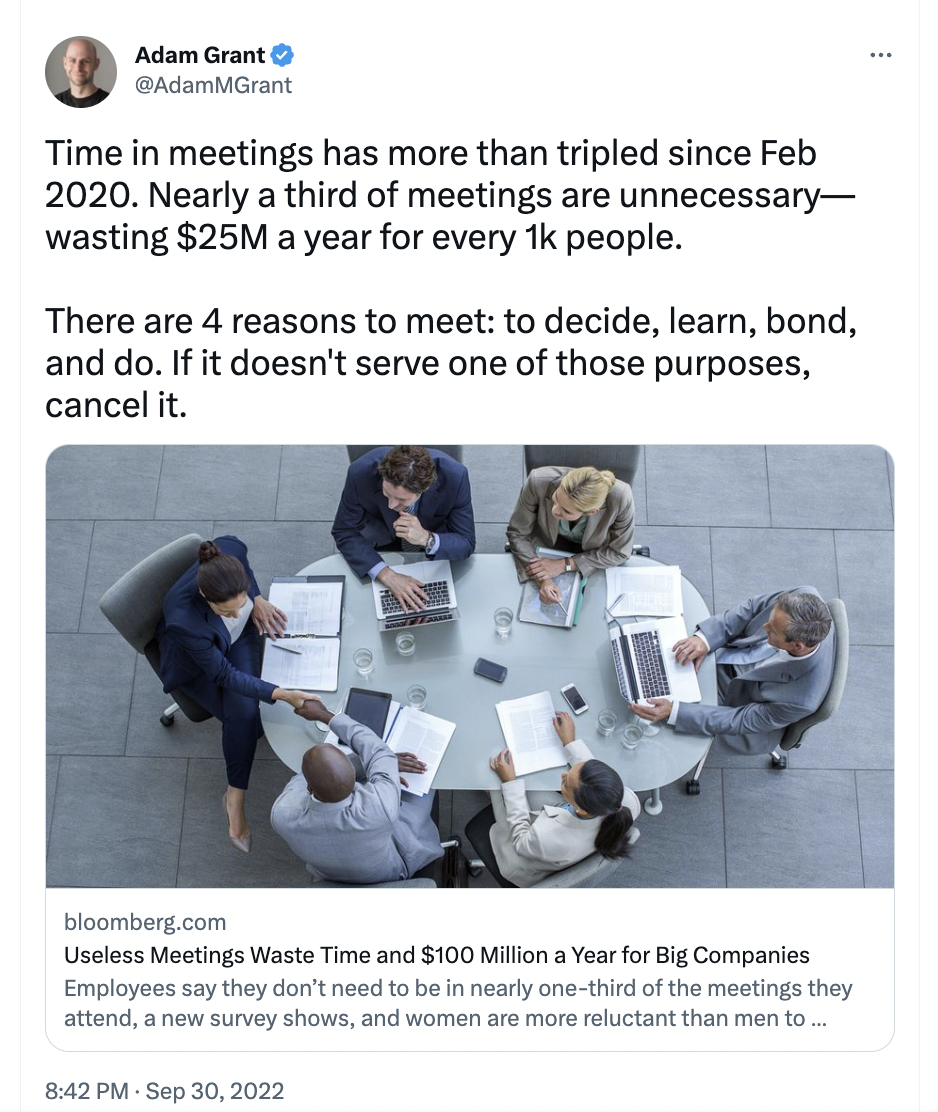 Adam Grant
@AdamMGrant
Time in meetings has more than tripled since Feb
2020. Nearly a third of meetings are unnecessary—
wasting $25M a year for every 1k people.
There are 4 reasons to meet: to decide, learn, bond,
and do. If it doesn't serve one of those purposes,
cancel it.
bloomberg.com
Useless Meetings Waste Time and $100 Million a Year for Big Companies
Employees say they don’t need to be in nearly one-third of the meetings they
attend, a new survey shows, and women are more reluctant than men to ...
8:42 PM · Sep 30, 2022